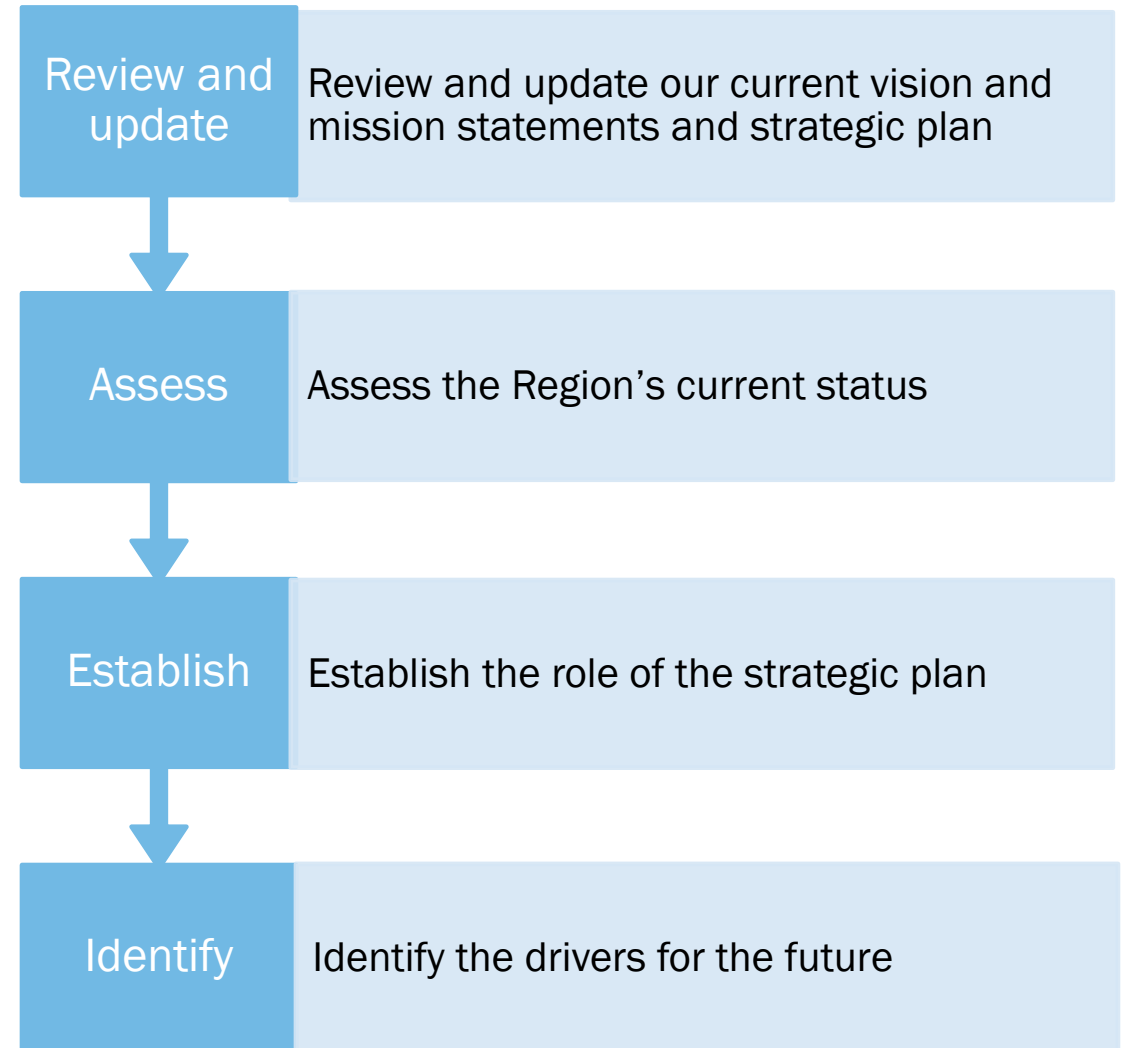 Review and
update
Review and update our current vision and
mission statements and strategic plan
Assess
Assess the Region’s current status
Establish
Establish the role of the strategic plan
Identify
Identify the drivers for the future